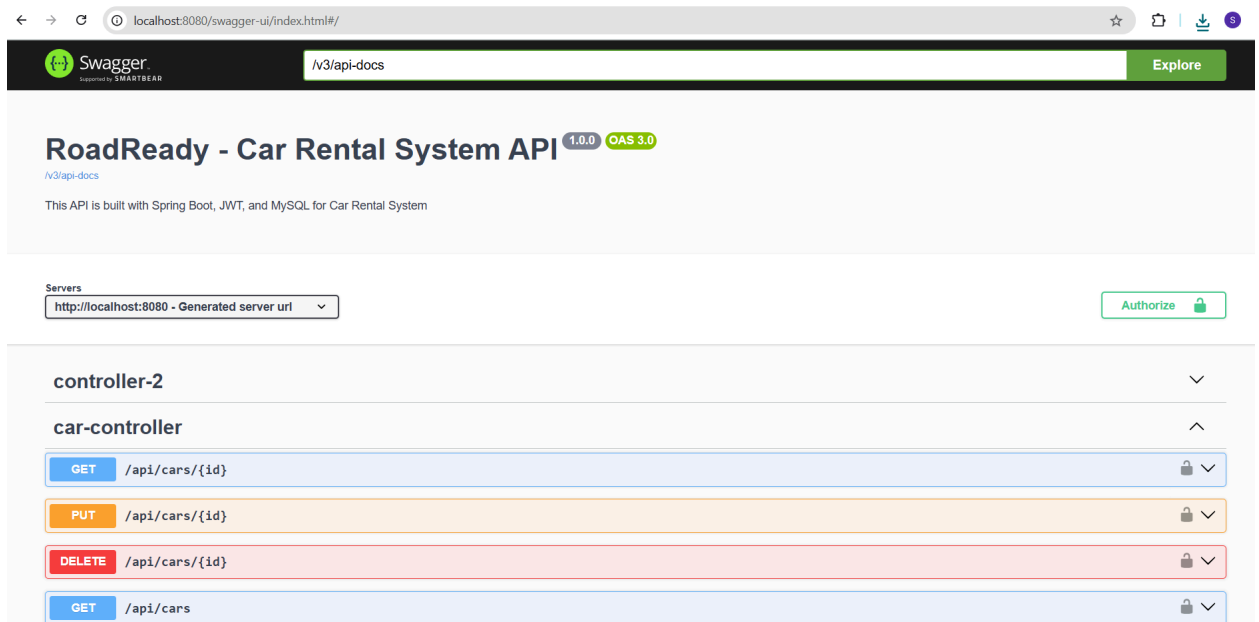 localhost:8080/swagger-ui/index.html#/
S
{···} Swagger.
Supported by SMARTBEAR
/v3/api-docs
Explore
RoadReady - Car Rental System API 1.0.0 OAS 3.0
/v3/api-docs
This API is built with Spring Boot, JWT, and MySQL for Car Rental System
Servers
http://localhost:8080 - Generated server url
Authorize
controller-2
car-controller
GET /api/cars/{id}
PUT /api/cars/{id}
DELETE /api/cars/{id}
GET /api/cars